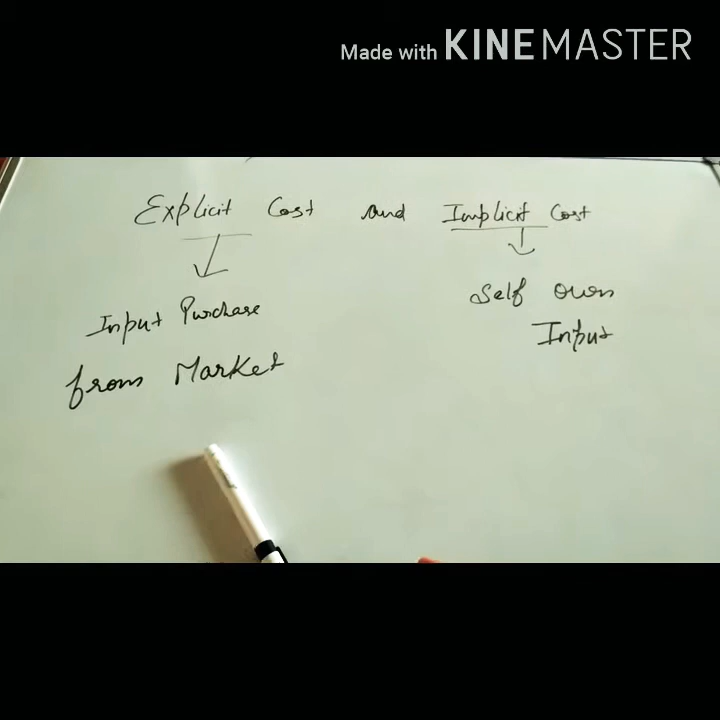 Made with KINEMASTER
Explicit Cost and Implicit Cost
Input Purchase
from Market
Self own
Input